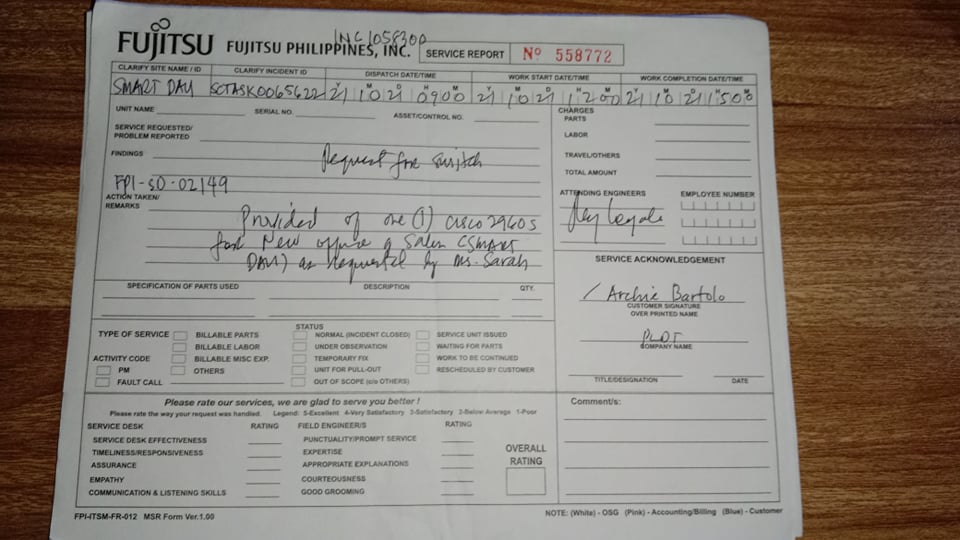 INC1058300
FUJITSU FUJITSU PHILIPPINES, INC. SERVICE REPORT Nº 558772
CLARIFY SITE NAME / ID CLARIFY INCIDENT ID DISPATCH DATE/TIME WORK START DATE/TIME WORK COMPLETION DATE/TIME
SMART SCTASK0065622 21 10 21 0900 21 10 21 1200 21 10 21 1500
UNIT NAME SERIAL NO. ASSET/CONTROL NO. CHARGES
PARTS
SERVICE REQUESTED/
PROBLEM REPORTED
LABOR
FINDINGS Request for switch
TRAVEL/OTHERS
TOTAL AMOUNT
FPI-SO-02149
ACTION TAKEN/
REMARKS
ATTENDING ENGINEERS EMPLOYEE NUMBER
Provided of one (1) cisco 2960s
for New office of (SMART
as requested by Ms. Sarah
SERVICE ACKNOWLEDGEMENT
SPECIFICATION OF PARTS USED DESCRIPTION QTY.
Archie Bartolo
CUSTOMER SIGNATURE
OVER PRINTED NAME
PLDT
COMPANY NAME
TITLE/DESIGNATION DATE
STATUS
TYPE OF SERVICE BILLABLE PARTS NORMAL (INCIDENT CLOSED) SERVICE UNIT ISSUED
BILLABLE LABOR UNDER OBSERVATION WAITING FOR PARTS
ACTIVITY CODE BILLABLE MISC EXP. TEMPORARY FIX WORK TO BE CONTINUED
PM OTHERS UNIT FOR PULL-OUT RESCHEDULED BY CUSTOMER
FAULT CALL OUT OF SCOPE (c/o OTHERS)
Please rate our services, we are glad to serve you better !
Please rate the way your request was handled. Legend: 5-Excellent 4-Very Satisfactory 3-Satisfactory 2-Below Average 1-Poor
SERVICE DESK RATING FIELD ENGINEER/S RATING
SERVICE DESK EFFECTIVENESS PUNCTUALITY/PROMPT SERVICE
TIMELINESS/RESPONSIVENESS EXPERTISE
ASSURANCE APPROPRIATE EXPLANATIONS
EMPATHY COURTEOUSNESS
COMMUNICATION & LISTENING SKILLS GOOD GROOMING
OVERALL
RATING
Comment/s:
FPI-ITSM-FR-012 MSR Form Ver.1.00 NOTE: (White) - OSG (Pink) - Accounting/Billing (Blue) - Customer